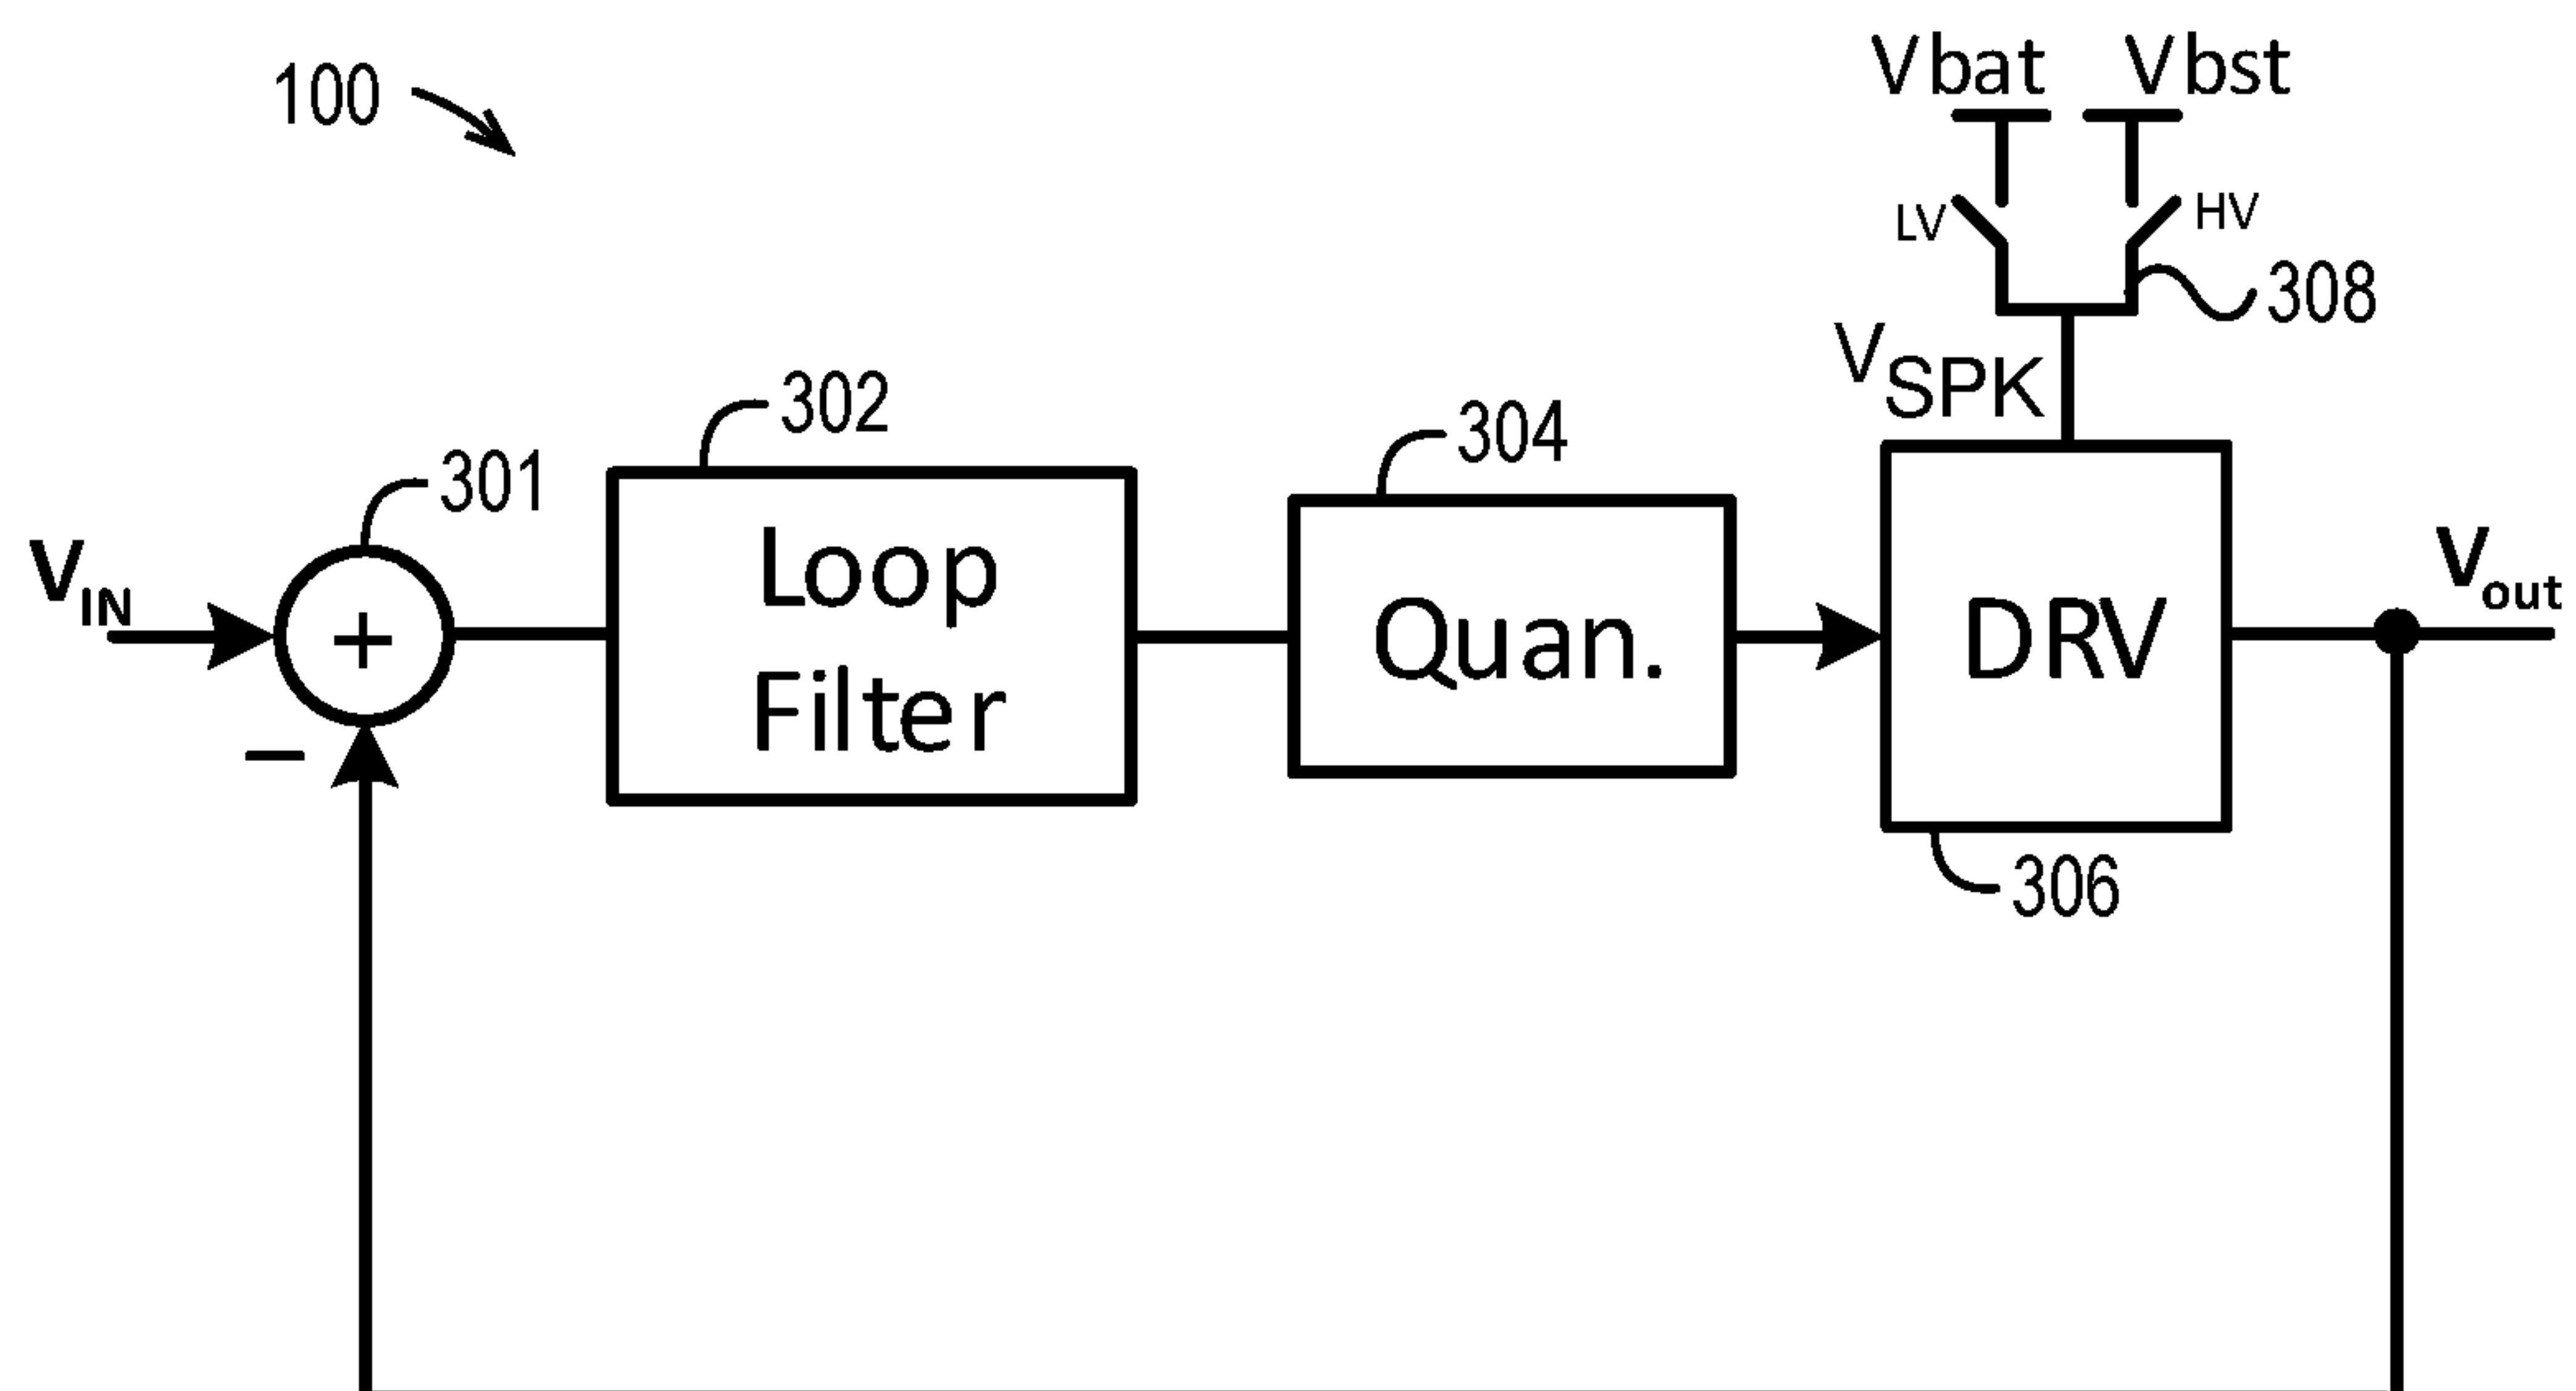 100
Vbat Vbst
LV HV
308
VSPK
302
304
301
VIN
+
Loop
Filter
Quan.
DRV
Vout
−
306